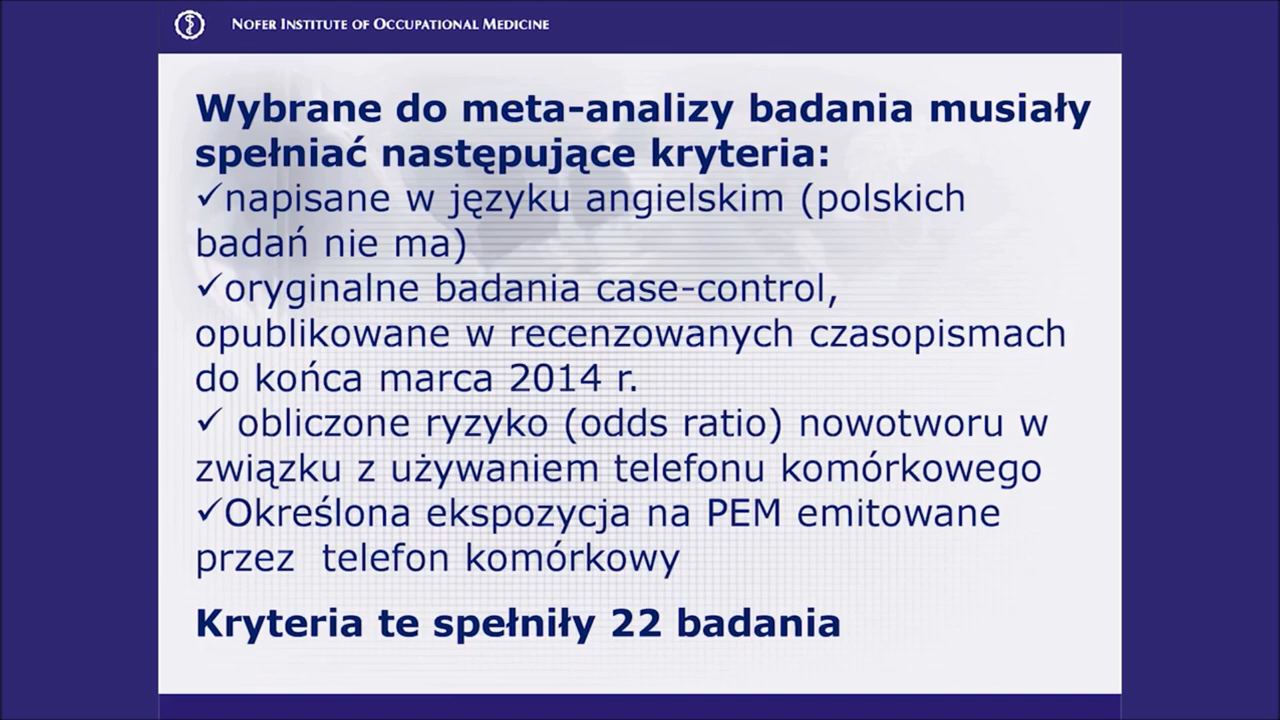 NOFER INSTITUTE OF OCCUPATIONAL MEDICINE
Wybrane do meta-analizy badania musiały
spełniać następujące kryteria:
✓napisane w języku angielskim (polskich
badań nie ma)
✓oryginalne badania case-control,
opublikowane w recenzowanych czasopismach
do końca marca 2014 r.
✓ obliczone ryzyko (odds ratio) nowotworu w
związku z używaniem telefonu komórkowego
✓Określona ekspozycja na PEM emitowane
przez telefon komórkowy
Kryteria te spełniły 22 badania